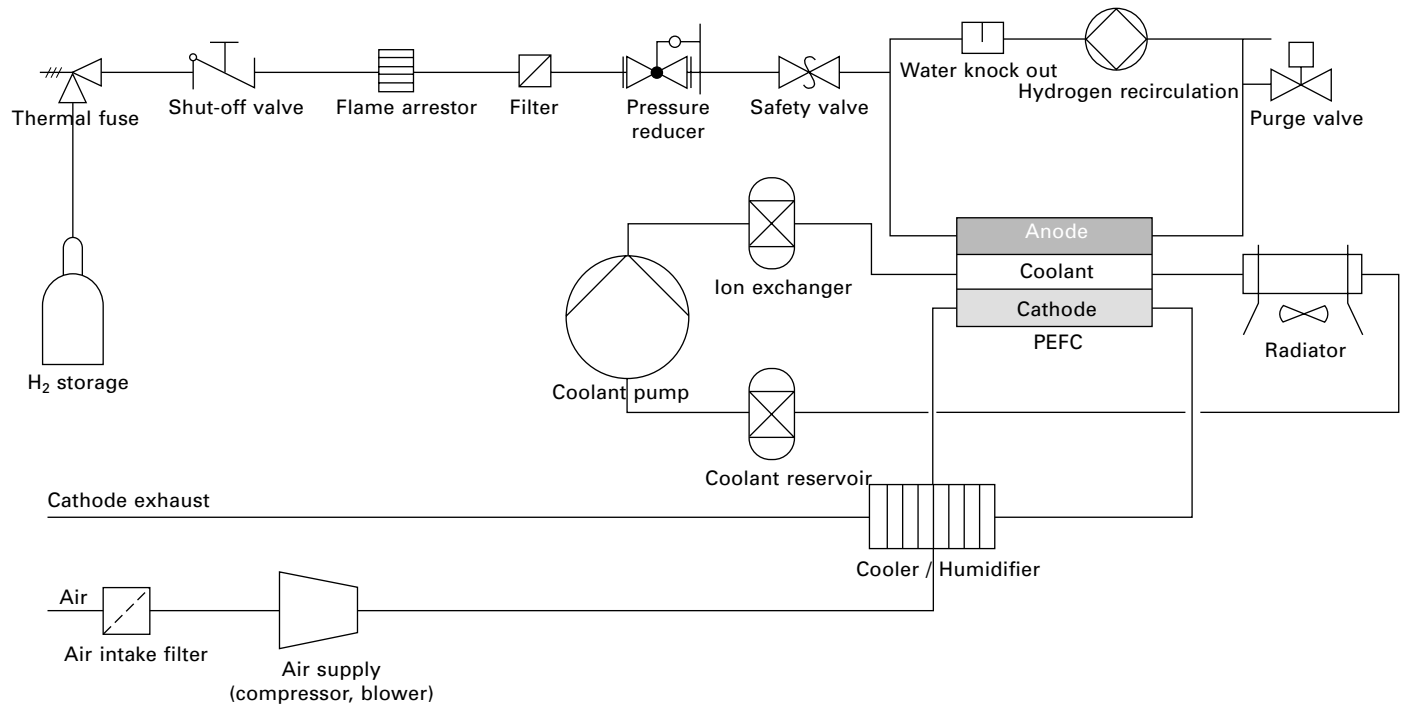 Water knock out
Hydrogen recirculation
Thermal fuse
Shut-off valve
Flame arrestor
Filter
Pressure
reducer
Safety valve
Purge valve
Anode
Coolant
Cathode
PEFC
Ion exchanger
Radiator
H₂ storage
Coolant pump
Coolant reservoir
Cathode exhaust
Cooler / Humidifier
Air
Air intake filter
Air supply
(compressor, blower)